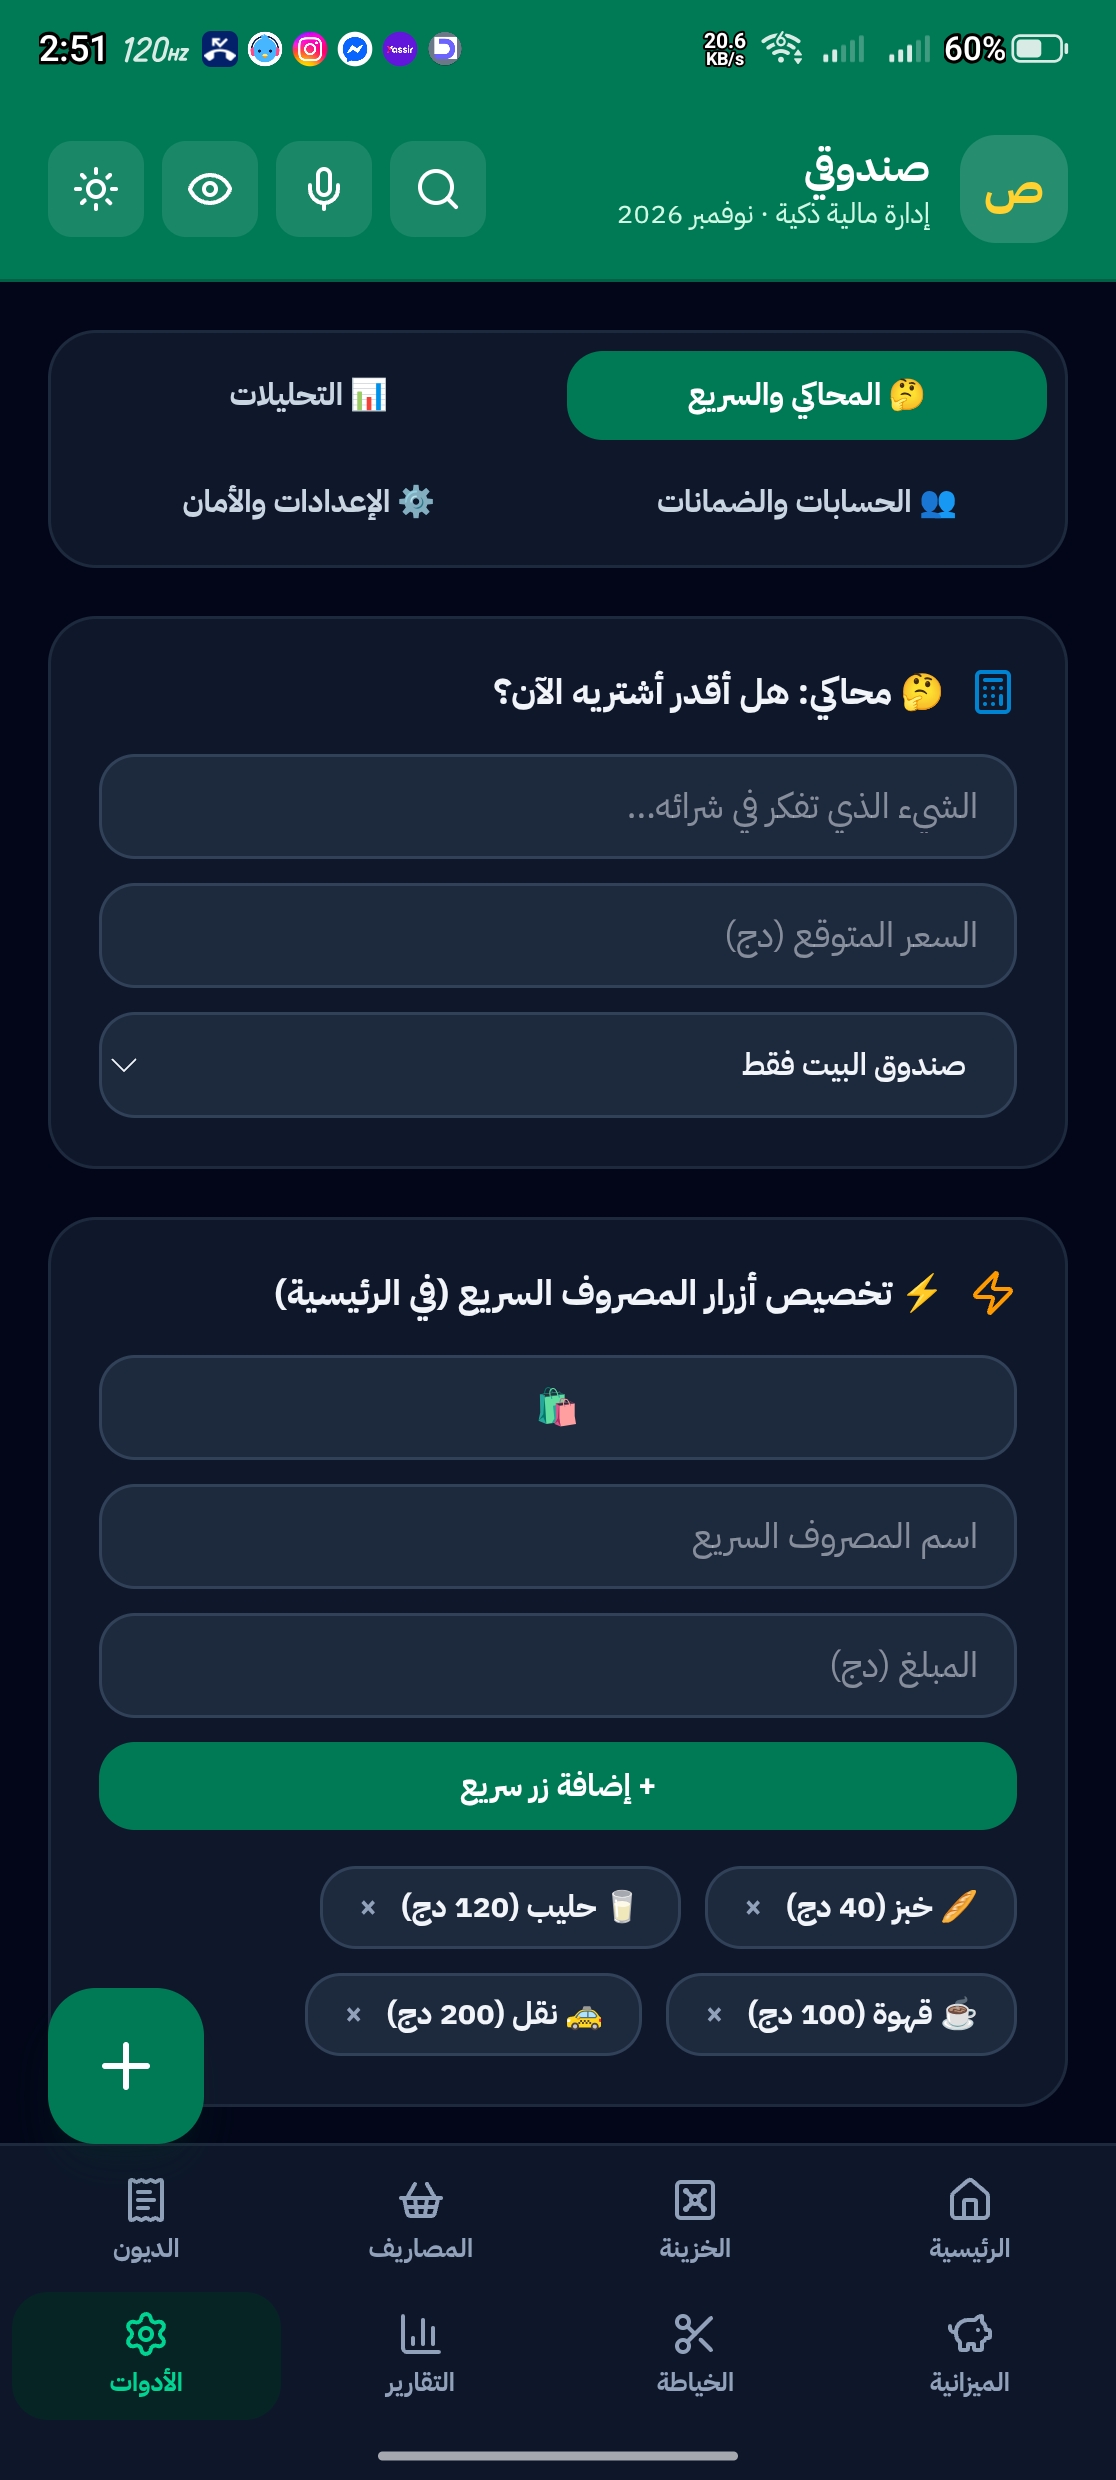 2:51 120HZ assir 20.6 KB/s 6 60%
ص
صندوقي
إدارة مالية ذكية · نوفمبر 2026
🤔 المحاكي والسريع
📊 التحليلات
👥 الحسابات والضمانات
⚙️ الإعدادات والأمان
🤔 محاكي: هل أقدر أشتريه الآن؟
الشيء الذي تفكر في شرائه...
السعر المتوقع (دج)
صندوق البيت فقط
⚡ تخصيص أزرار المصروف السريع (في الرئيسية)
🛍️
اسم المصروف السريع
المبلغ (دج)
+ إضافة زر سريع
🥖 خبز (40 دج) ×
🥛 حليب (120 دج) ×
☕ قهوة (100 دج) ×
🚕 نقل (200 دج) ×
الرئيسية
الخزينة
المصاريف
الديون
الميزانية
الخياطة
التقارير
الأدوات